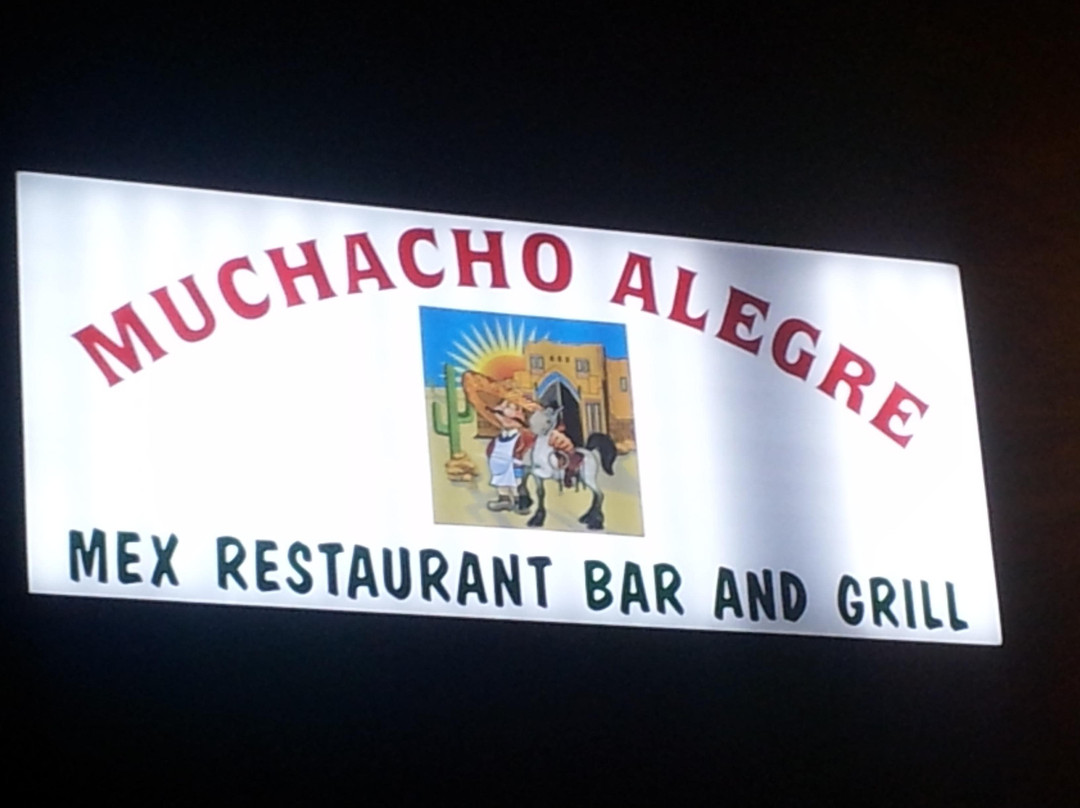 MUCHACHO ALEGRE
MEX RESTAURANT BAR AND GRILL